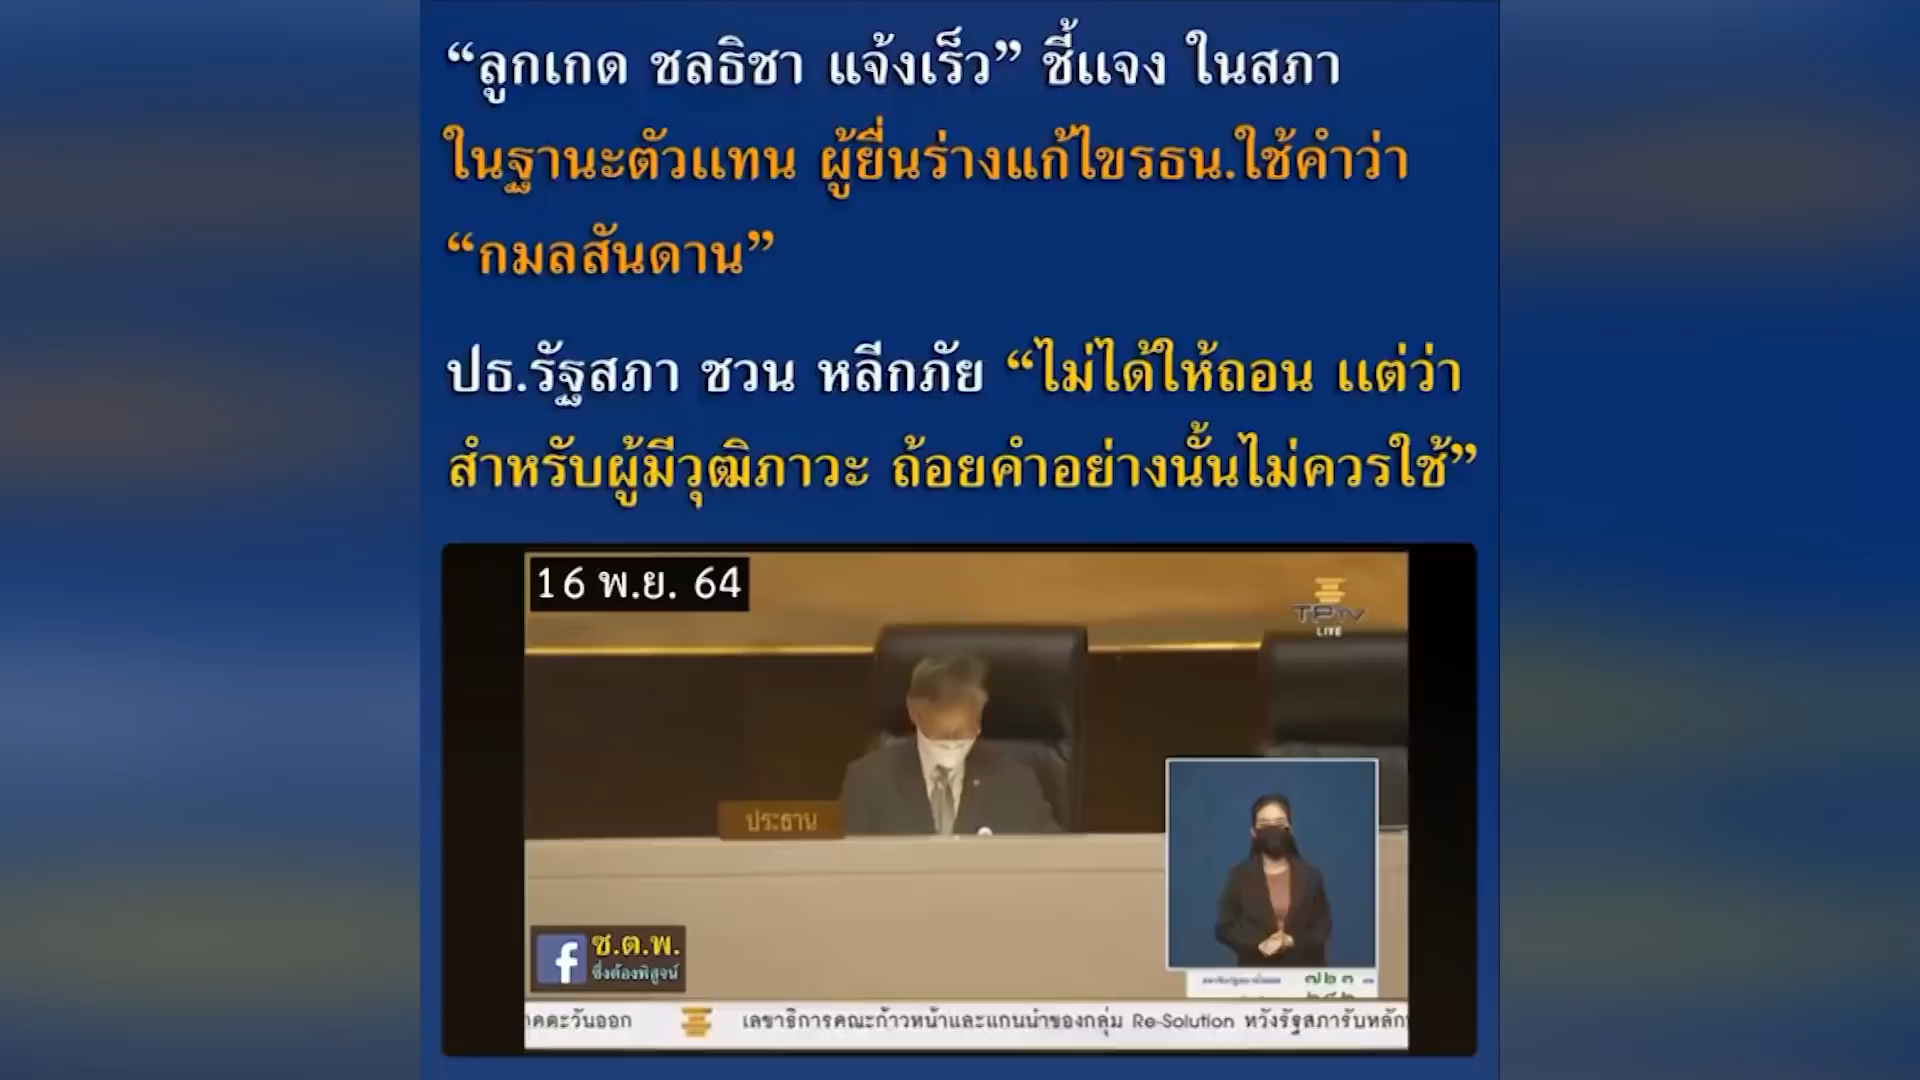 “ลูกเกด ชลธิชา แจ้งเร็ว” ชี้แจง ในสภา
ในฐานะตัวแทน ผู้ยื่นร่างแก้ไขรธน.ใช้คำว่า
“กมลสันดาน”
ปธ.รัฐสภา ชวน หลีกภัย “ไม่ได้ให้ถอน แต่ว่า
สำหรับผู้มีวุฒิภาวะ ถ้อยคำอย่างนั้นไม่ควรใช้”
16 พ.ย. 64
TPTV
LIVE
ประธาน
ซ.ต.พ.
ซึ่งต้องพิสูจน์
๗๒๓
าคตะวันออก เลขาธิการคณะก้าวหน้าและแกนนำของกลุ่ม Re-Solution หวังรัฐสภารับหลัก